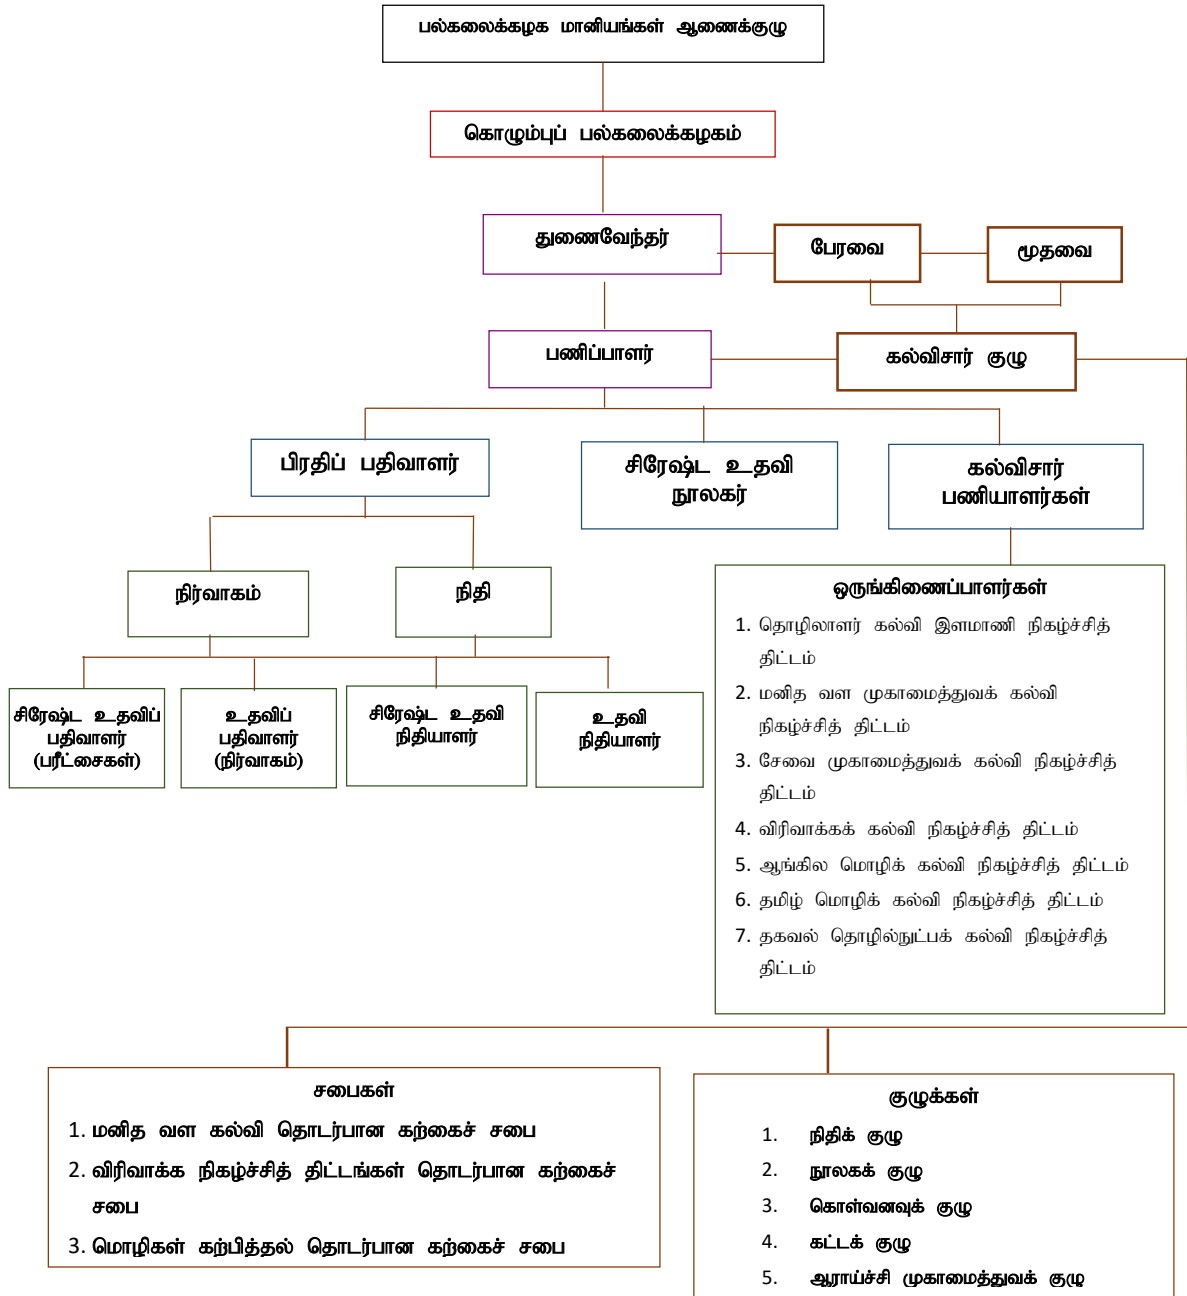 பல்கலைக்கழக மானியங்கள் ஆணைக்குழு
கொழும்புப் பல்கலைக்கழகம்
துணைவேந்தர்
பேரவை
மூதவை
பணிப்பாளர்
கல்விசார் குழு
பிரதிப் பதிவாளர்
சிரேஷ்ட உதவி
நூலகர்
கல்விசார்
பணியாளர்கள்
நிர்வாகம்
நிதி
சிரேஷ்ட உதவிப்
பதிவாளர்
(பரீட்சைகள்)
உதவிப்
பதிவாளர்
(நிர்வாகம்)
சிரேஷ்ட உதவி
நிதியாளர்
உதவி
நிதியாளர்
ஒருங்கிணைப்பாளர்கள்
1. தொழிலாளர் கல்வி இளமாணி நிகழ்ச்சித்
திட்டம்
2. மனித வள முகாமைத்துவக் கல்வி
நிகழ்ச்சித் திட்டம்
3. சேவை முகாமைத்துவக் கல்வி நிகழ்ச்சித்
திட்டம்
4. விரிவாக்கக் கல்வி நிகழ்ச்சித் திட்டம்
5. ஆங்கில மொழிக் கல்வி நிகழ்ச்சித் திட்டம்
6. தமிழ் மொழிக் கல்வி நிகழ்ச்சித் திட்டம்
7. தகவல் தொழில்நுட்பக் கல்வி நிகழ்ச்சித்
திட்டம்
சபைகள்
1. மனித வள கல்வி தொடர்பான கற்கைச் சபை
2. விரிவாக்க நிகழ்ச்சித் திட்டங்கள் தொடர்பான கற்கைச்
சபை
3. மொழிகள் கற்பித்தல் தொடர்பான கற்கைச் சபை
குழுக்கள்
1. நிதிக் குழு
2. நூலகக் குழு
3. கொள்வனவுக் குழு
4. கட்டக் குழு
5. ஆராய்ச்சி முகாமைத்துவக் குழு